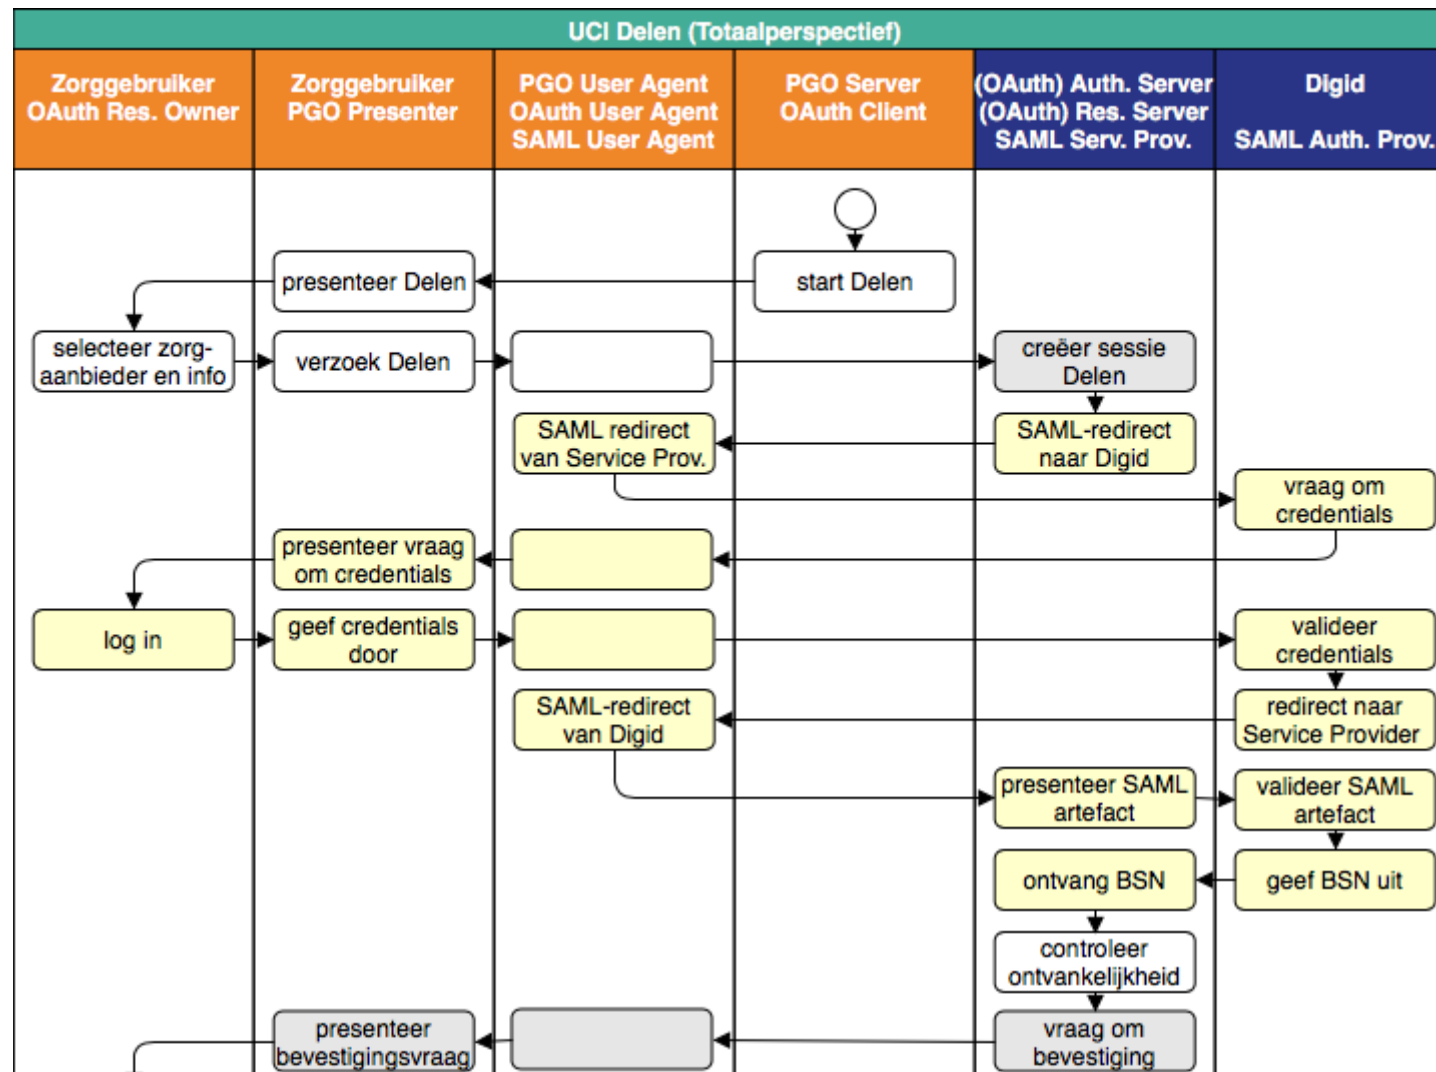 UCI Delen (Totaalperspectief)
Zorggebruiker
OAuth Res. Owner
Zorggebruiker
PGO Presenter
PGO User Agent
OAuth User Agent
SAML User Agent
PGO Server
OAuth Client
(OAuth) Auth. Server
(OAuth) Res. Server
SAML Serv. Prov.
Digid
SAML Auth. Prov.
presenteer Delen
start Delen
selecteer zorg-
aanbieder en info
verzoek Delen
creëer sessie
Delen
SAML redirect
van Service Prov.
SAML-redirect
naar Digid
vraag om
credentials
presenteer vraag
om credentials
log in
geef credentials
door
valideer
credentials
SAML-redirect
van Digid
redirect naar
Service Provider
presenteer SAML
artefact
valideer SAML
artefact
ontvang BSN
geef BSN uit
controleer
ontvankelijkheid
presenteer
bevestigingsvraag
vraag om
bevestiging